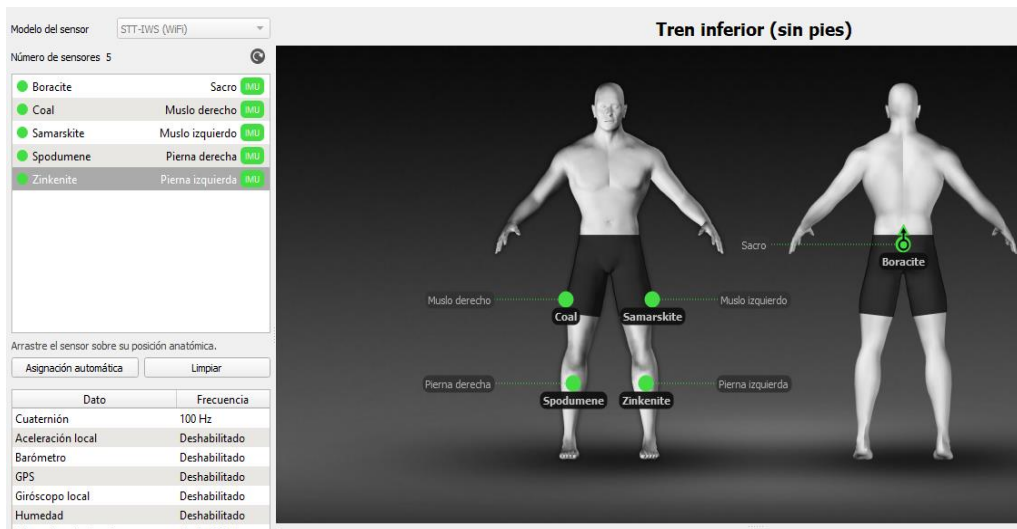 Modelo del sensor STT-IWS (WiFi)
Tren inferior (sin pies)
Número de sensores 5
Boracite Sacro IMU
Coal Muslo derecho IMU
Samarskite Muslo izquierdo IMU
Spodumene Pierna derecha IMU
Zinkenite Pierna izquierda IMU
Sacro
Boracite
Muslo derecho
Muslo izquierdo
Coal
Samarskite
Pierna derecha
Pierna izquierda
Spodumene
Zinkenite
Arrastre el sensor sobre su posición anatómica.
Asignación automática Limpiar
Dato Frecuencia
Cuaternión 100 Hz
Aceleración local Deshabilitado
Barómetro Deshabilitado
GPS Deshabilitado
Giróscopo local Deshabilitado
Humedad Deshabilitado